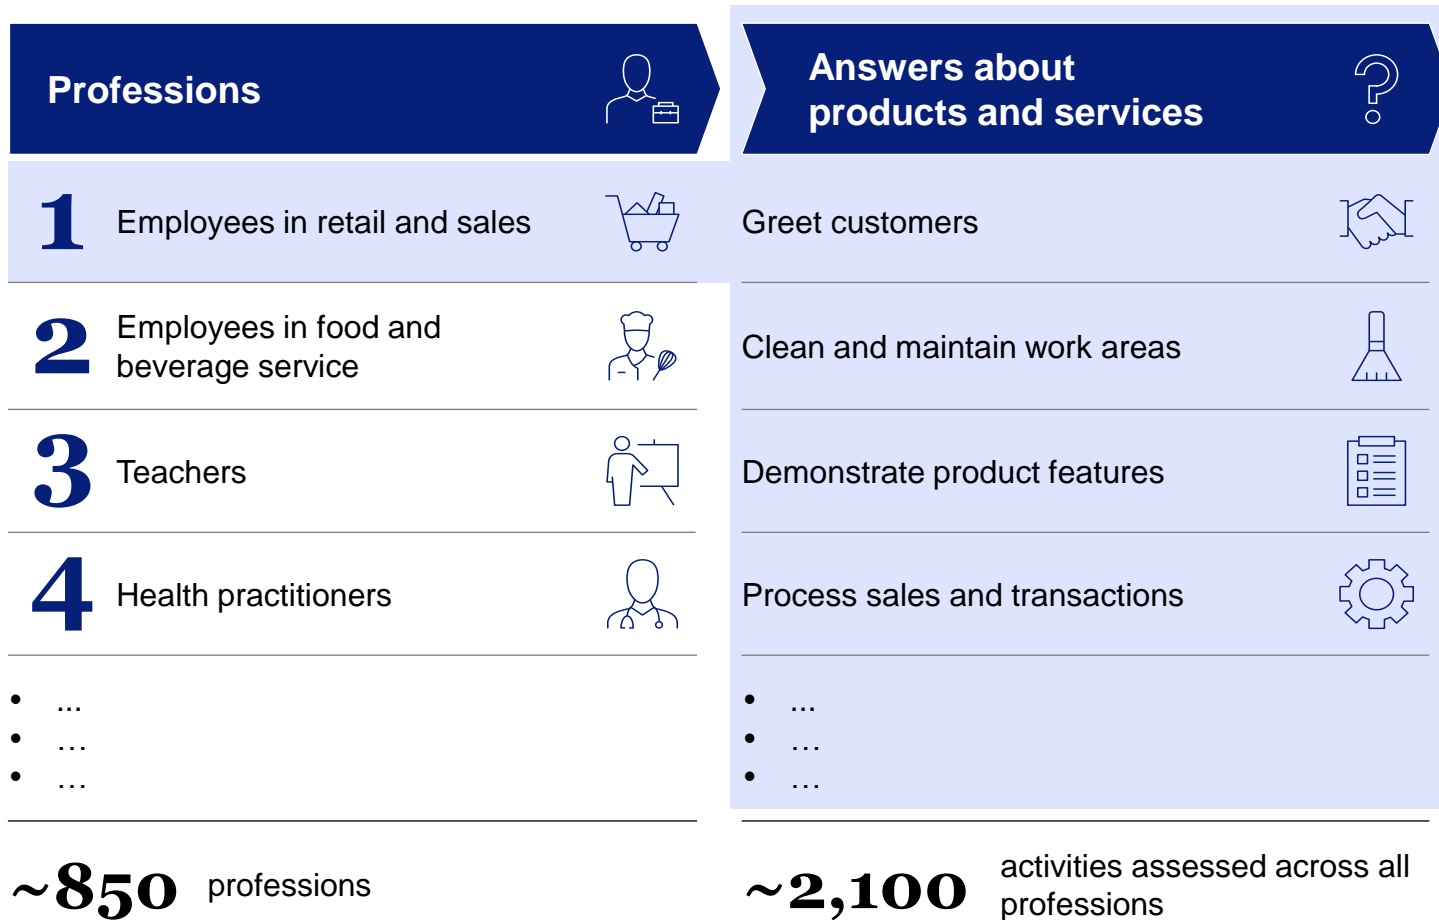 Professions
Answers about
products and services
1
Employees in retail and sales
Greet customers
2
Employees in food and
beverage service
Clean and maintain work areas
3
Teachers
Demonstrate product features
4
Health practitioners
Process sales and transactions
• ...
• …
• …
• ...
• …
• …
~850 professions
~2,100 activities assessed across all
professions